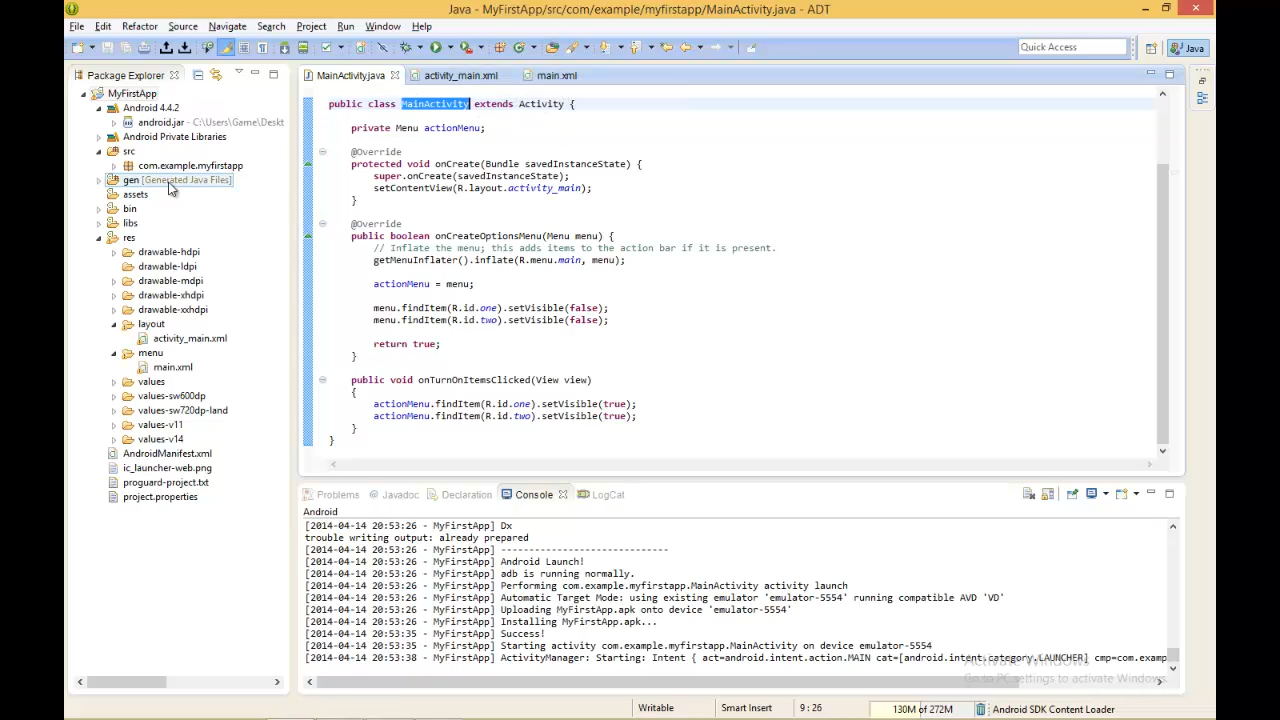 Java - MyFirstApp/src/com/example/myfirstapp/MainActivity.java - ADT
File Edit Refactor Source Navigate Search Project Run Window Help
Quick Access
Java
Package Explorer
MyFirstApp
Android 4.4.2
android.jar - C:\Users\Game\Deskt
Android Private Libraries
src
com.example.myfirstapp
gen [Generated Java Files]
assets
bin
libs
res
drawable-hdpi
drawable-ldpi
drawable-mdpi
drawable-xhdpi
drawable-xxhdpi
layout
activity_main.xml
menu
main.xml
values
values-sw600dp
values-sw720dp-land
values-v11
values-v14
AndroidManifest.xml
ic_launcher-web.png
proguard-project.txt
project.properties
MainActivity.java activity_main.xml main.xml
public class MainActivity extends Activity {
private Menu actionMenu;
@Override
protected void onCreate(Bundle savedInstanceState) {
super.onCreate(savedInstanceState);
setContentView(R.layout.activity_main);
}
@Override
public boolean onCreateOptionsMenu(Menu menu) {
// Inflate the menu; this adds items to the action bar if it is present.
getMenuInflater().inflate(R.menu.main, menu);
actionMenu = menu;
menu.findItem(R.id.one).setVisible(false);
menu.findItem(R.id.two).setVisible(false);
return true;
}
public void onTurnOnItemsClicked(View view)
{
actionMenu.findItem(R.id.one).setVisible(true);
actionMenu.findItem(R.id.two).setVisible(true);
}
}
Problems Javadoc Declaration Console LogCat
Android
[2014-04-14 20:53:26 - MyFirstApp] Dx
trouble writing output: already prepared
[2014-04-14 20:53:26 - MyFirstApp] ------------------------------
[2014-04-14 20:53:26 - MyFirstApp] Android Launch!
[2014-04-14 20:53:26 - MyFirstApp] adb is running normally.
[2014-04-14 20:53:26 - MyFirstApp] Performing com.example.myfirstapp.MainActivity activity launch
[2014-04-14 20:53:26 - MyFirstApp] Automatic Target Mode: using existing emulator 'emulator-5554' running compatible AVD 'VD'
[2014-04-14 20:53:26 - MyFirstApp] Uploading MyFirstApp.apk onto device 'emulator-5554'
[2014-04-14 20:53:26 - MyFirstApp] Installing MyFirstApp.apk...
[2014-04-14 20:53:35 - MyFirstApp] Success!
[2014-04-14 20:53:35 - MyFirstApp] Starting activity com.example.myfirstapp.MainActivity on device emulator-5554
[2014-04-14 20:53:38 - MyFirstApp] ActivityManager: Starting: Intent { act=android.intent.action.MAIN cat=[android.intent.category.LAUNCHER] cmp=com.examp
Activate Windows
Go to PC settings to activate Windows.
Writable Smart Insert 9 : 26 130M of 272M Android SDK Content Loader